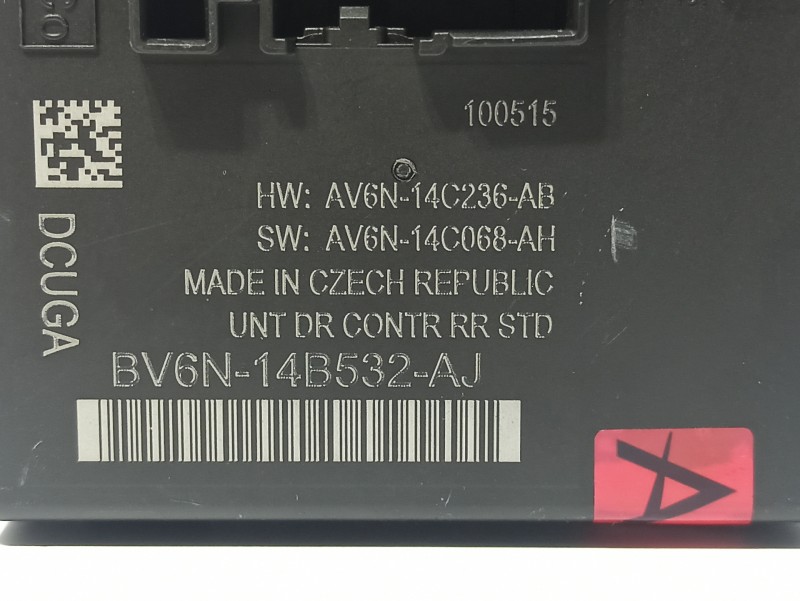 100515
HW: AV6N-14C236-AB
SW: AV6N-14C068-AH
MADE IN CZECH REPUBLIC
UNT DR CONTR RR STD
BV6N-14B532-AJ
DCUGA
A